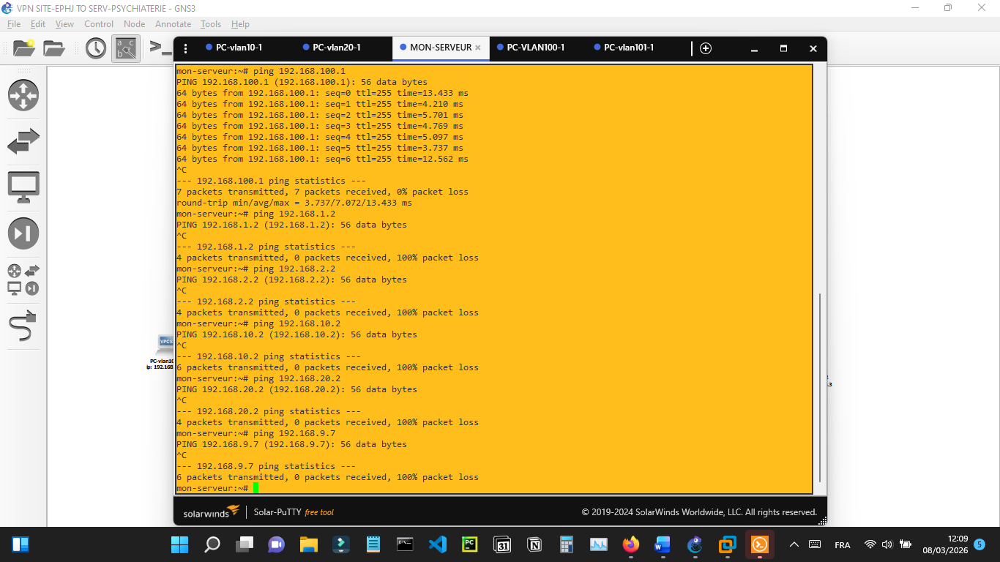 VPN SITE-EPHJ TO SERV-PSYCHIATERIE - GNS3
File Edit View Control Node Annotate Tools Help
PC-vlan10-1 PC-vlan20-1 MON-SERVEUR PC-VLAN100-1 PC-vlan101-1
mon-serveur:~# ping 192.168.100.1
PING 192.168.100.1 (192.168.100.1): 56 data bytes
64 bytes from 192.168.100.1: seq=0 ttl=255 time=13.433 ms
64 bytes from 192.168.100.1: seq=1 ttl=255 time=4.210 ms
64 bytes from 192.168.100.1: seq=2 ttl=255 time=5.701 ms
64 bytes from 192.168.100.1: seq=3 ttl=255 time=4.769 ms
64 bytes from 192.168.100.1: seq=4 ttl=255 time=5.097 ms
64 bytes from 192.168.100.1: seq=5 ttl=255 time=3.737 ms
64 bytes from 192.168.100.1: seq=6 ttl=255 time=12.562 ms
^C
--- 192.168.100.1 ping statistics ---
7 packets transmitted, 7 packets received, 0% packet loss
round-trip min/avg/max = 3.737/7.072/13.433 ms
mon-serveur:~# ping 192.168.1.2
PING 192.168.1.2 (192.168.1.2): 56 data bytes
^C
--- 192.168.1.2 ping statistics ---
4 packets transmitted, 0 packets received, 100% packet loss
mon-serveur:~# ping 192.168.2.2
PING 192.168.2.2 (192.168.2.2): 56 data bytes
^C
--- 192.168.2.2 ping statistics ---
4 packets transmitted, 0 packets received, 100% packet loss
mon-serveur:~# ping 192.168.10.2
PING 192.168.10.2 (192.168.10.2): 56 data bytes
^C
--- 192.168.10.2 ping statistics ---
6 packets transmitted, 0 packets received, 100% packet loss
mon-serveur:~# ping 192.168.20.2
PING 192.168.20.2 (192.168.20.2): 56 data bytes
^C
--- 192.168.20.2 ping statistics ---
4 packets transmitted, 0 packets received, 100% packet loss
mon-serveur:~# ping 192.168.9.7
PING 192.168.9.7 (192.168.9.7): 56 data bytes
^C
--- 192.168.9.7 ping statistics ---
6 packets transmitted, 0 packets received, 100% packet loss
mon-serveur:~#
VPCS
PC-vlan10
ip: 192.168
solarwinds Solar-PuTTY free tool © 2019-2024 SolarWinds Worldwide, LLC. All rights reserved.
FRA
12:09
08/03/2026
5